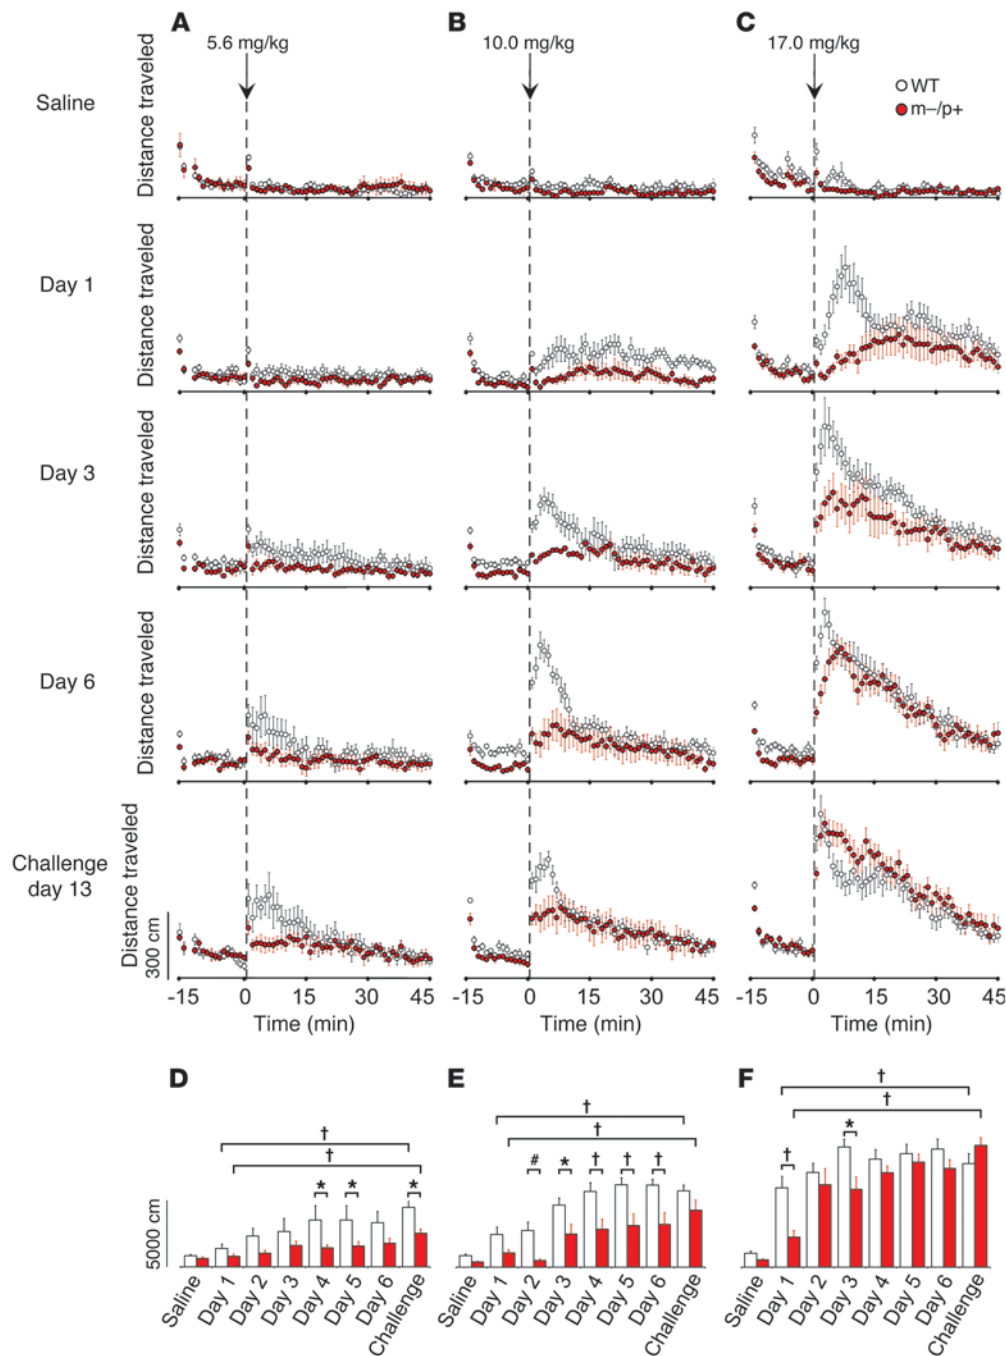 A B C
5.6 mg/kg 10.0 mg/kg 17.0 mg/kg
WT
m–/p+
Saline
Distance traveled
Day 1
Distance traveled
Day 3
Distance traveled
Day 6
Distance traveled
Challenge
day 13
Distance traveled
300 cm
-15 0 15 30 45 -15 0 15 30 45 -15 0 15 30 45
Time (min) Time (min) Time (min)
D E F
† † †
† † †
* * *
# * † † †
† *
5000 cm
Saline Day 1 Day 2 Day 3 Day 4 Day 5 Day 6 Challenge
Saline Day 1 Day 2 Day 3 Day 4 Day 5 Day 6 Challenge
Saline Day 1 Day 2 Day 3 Day 4 Day 5 Day 6 Challenge